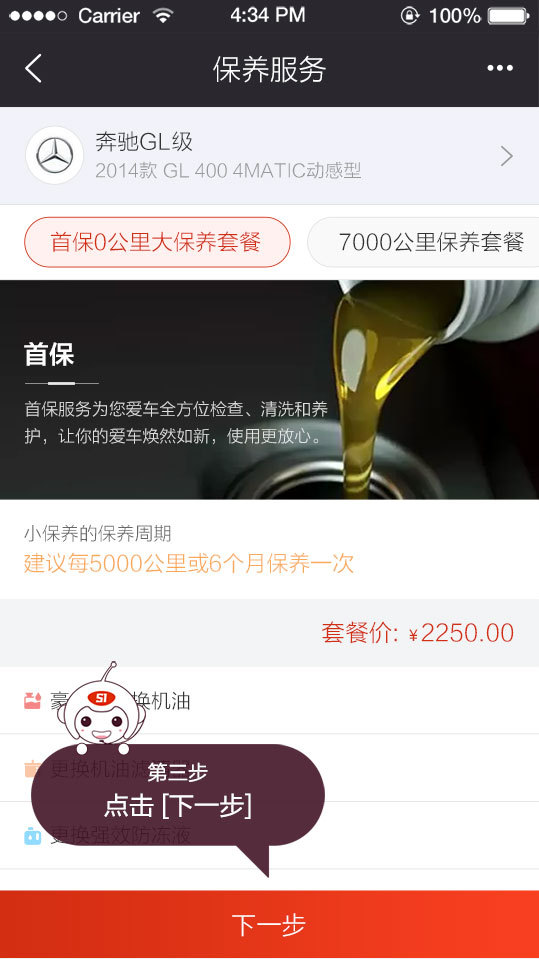 Carrier 4:34 PM 100%
保养服务
奔驰GL级
2014款 GL 400 4MATIC动感型
首保0公里大保养套餐 7000公里保养套餐
首保
首保服务为您爱车全方位检查、清洗和养
护，让你的爱车焕然如新，使用更放心。
小保养的保养周期
建议每5000公里或6个月保养一次
套餐价: ¥2250.00
豪 换机油
S1
更换机油滤
第三步
点击 [下一步]
更换强效防冻液
下一步